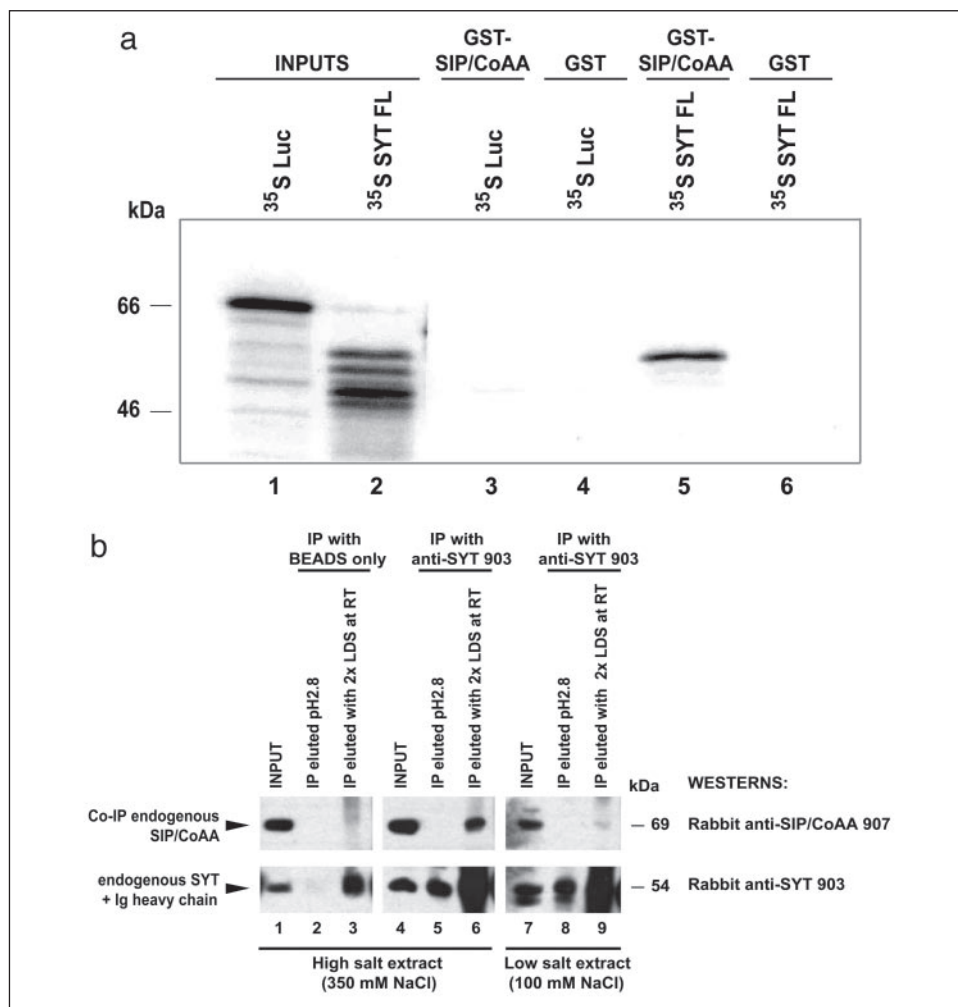 a
INPUTS
GST-
SIP/CoAA
GST
GST-
SIP/CoAA
GST
35S Luc
35S SYT FL
35S Luc
35S Luc
35S SYT FL
35S SYT FL
kDa
66
46
1 2 3 4 5 6
b
IP with
BEADS only
IP with
anti-SYT 903
IP with
anti-SYT 903
INPUT
IP eluted pH2.8
IP eluted with 2x LDS at RT
INPUT
IP eluted pH2.8
IP eluted with 2x LDS at RT
INPUT
IP eluted pH2.8
IP eluted with 2x LDS at RT
kDa WESTERNS:
Co-IP endogenous
SIP/CoAA
69 Rabbit anti-SIP/CoAA 907
endogenous SYT
+ Ig heavy chain
54 Rabbit anti-SYT 903
1 2 3 4 5 6 7 8 9
High salt extract
(350 mM NaCl)
Low salt extract
(100 mM NaCl)